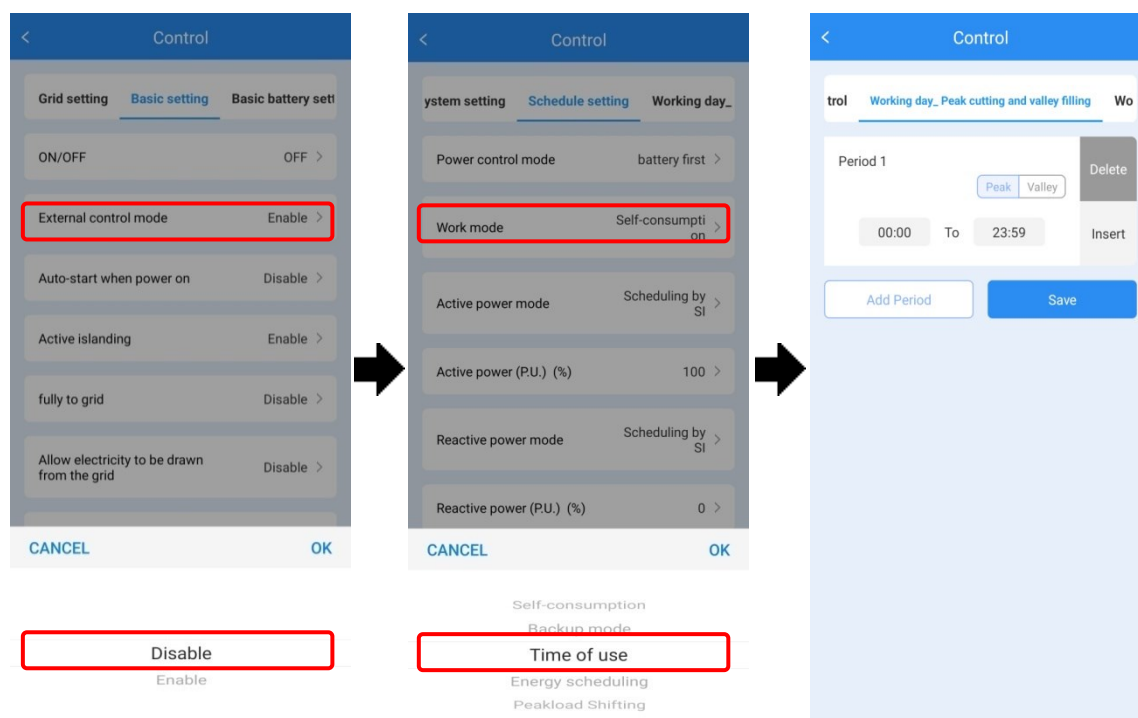 Control
Grid setting Basic setting Basic battery sett
ON/OFF OFF
External control mode Enable
Auto-start when power on Disable
Active islanding Enable
fully to grid Disable
Allow electricity to be drawn
from the grid
Disable
CANCEL OK
Disable
Enable
Control
ystem setting Schedule setting Working day_
Power control mode battery first
Work mode
Self-consumpti
on
Active power mode
Scheduling by
SI
Active power (P.U.) (%) 100
Reactive power mode
Scheduling by
SI
Reactive power (P.U.) (%) 0
CANCEL OK
Self-consumption
Backup mode
Time of use
Energy scheduling
Peakload Shifting
Control
trol Working day_ Peak cutting and valley filling Wo
Period 1
Peak Valley
Delete
00:00 To 23:59
Insert
Add Period Save